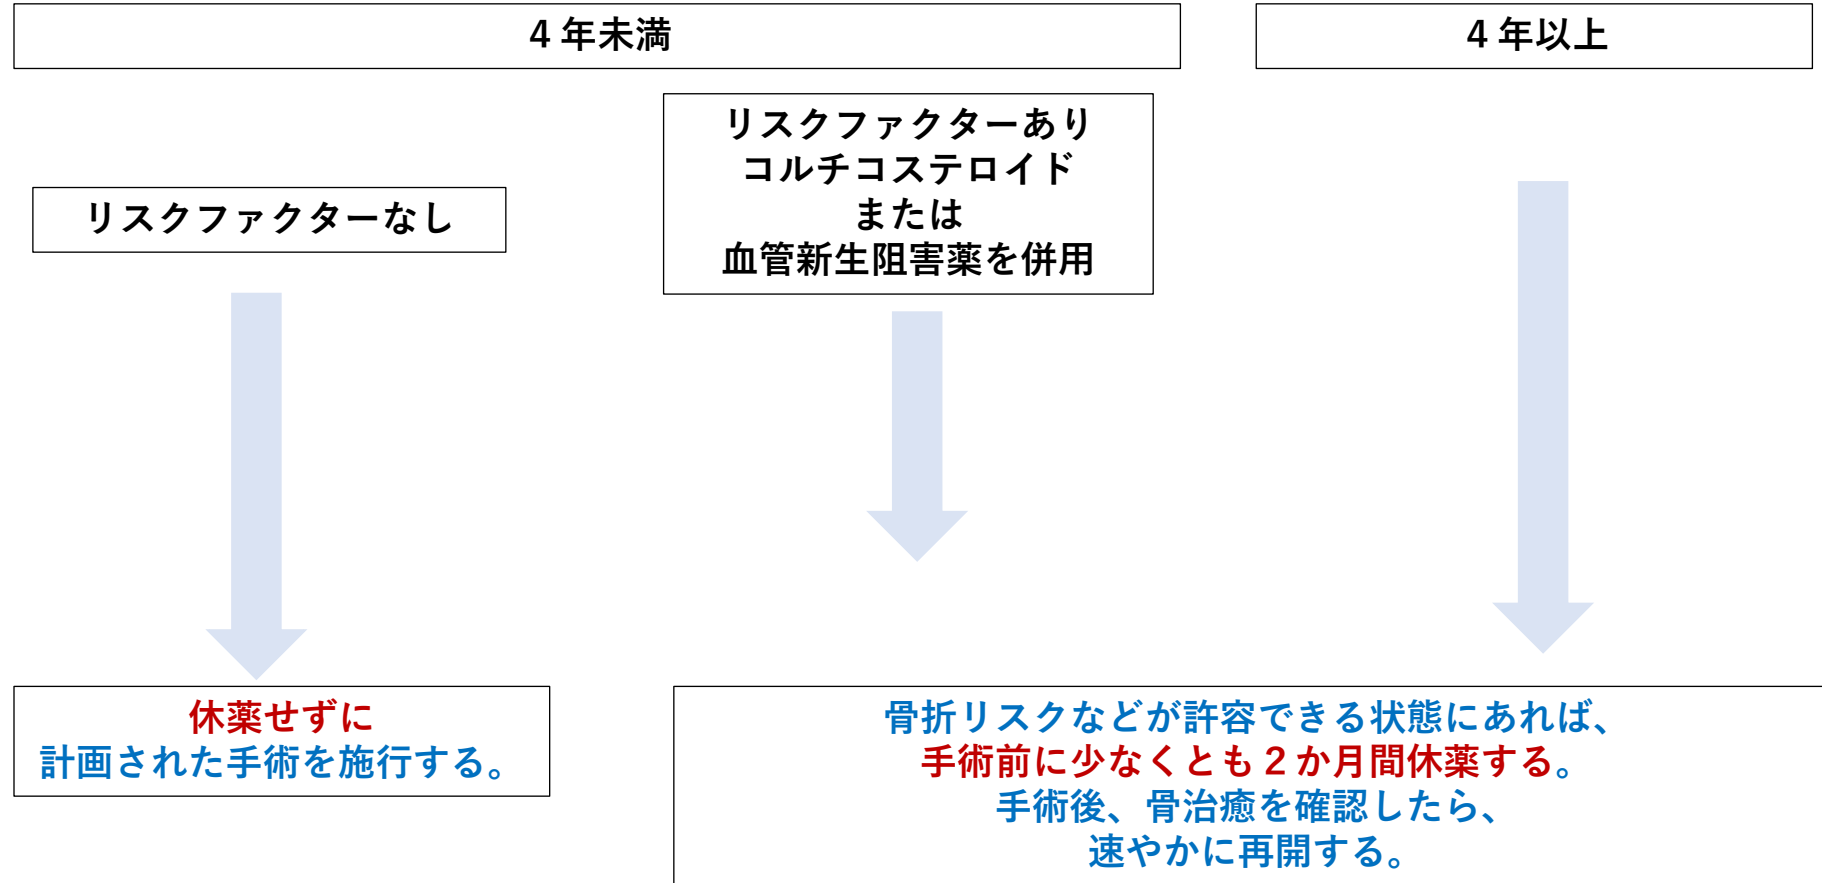 4年未満
4年以上
リスクファクターなし
リスクファクターあり
コルチコステロイド
または
血管新生阻害薬を併用
休薬せずに
計画された手術を施行する。
骨折リスクなどが許容できる状態にあれば、
手術前に少なくとも2か月間休薬する。
手術後、骨治癒を確認したら、
速やかに再開する。